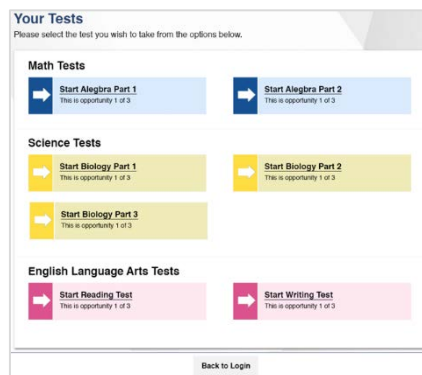 Your Tests
Please select the test you wish to take from the options below.
Math Tests
Start Alegbra Part 1
This is opportunity 1 of 3
Start Alegbra Part 2
This is opportunity 1 of 3
Science Tests
Start Biology Part 1
This is opportunity 1 of 3
Start Biology Part 2
This is opportunity 1 of 3
Start Biology Part 3
This is opportunity 1 of 3
English Language Arts Tests
Start Reading Test
This is opportunity 1 of 3
Start Writing Test
This is opportunity 1 of 3
Back to Login